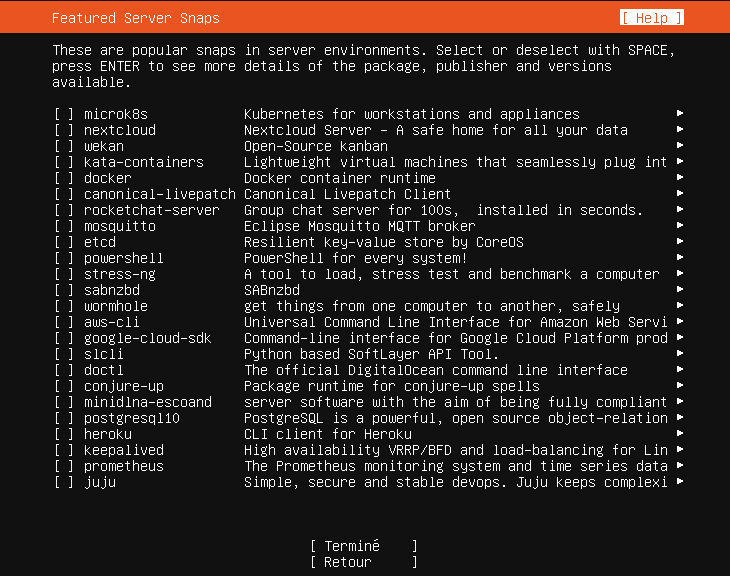 Featured Server Snaps [ Help ]
These are popular snaps in server environments. Select or deselect with SPACE,
press ENTER to see more details of the package, publisher and versions
available.
[ ] microk8s Kubernetes for workstations and appliances ▸
[ ] nextcloud Nextcloud Server - A safe home for all your data ▸
[ ] wekan Open-Source kanban ▸
[ ] kata-containers Lightweight virtual machines that seamlessly plug int ▸
[ ] docker Docker container runtime ▸
[ ] canonical-livepatch Canonical Livepatch Client ▸
[ ] rocketchat-server Group chat server for 100s, installed in seconds. ▸
[ ] mosquitto Eclipse Mosquitto MQTT broker ▸
[ ] etcd Resilient key-value store by CoreOS ▸
[ ] powershell PowerShell for every system! ▸
[ ] stress-ng A tool to load, stress test and benchmark a computer ▸
[ ] sabnzbd SABnzbd ▸
[ ] wormhole get things from one computer to another, safely ▸
[ ] aws-cli Universal Command Line Interface for Amazon Web Servi ▸
[ ] google-cloud-sdk Command-line interface for Google Cloud Platform prod ▸
[ ] slcli Python based SoftLayer API Tool. ▸
[ ] doctl The official DigitalOcean command line interface ▸
[ ] conjure-up Package runtime for conjure-up spells ▸
[ ] minidlna-escoand server software with the aim of being fully compliant ▸
[ ] postgresql10 PostgreSQL is a powerful, open source object-relation ▸
[ ] heroku CLI client for Heroku ▸
[ ] keepalived High availability VRRP/BFD and load-balancing for Lin ▸
[ ] prometheus The Prometheus monitoring system and time series data ▸
[ ] juju Simple, secure and stable devops. Juju keeps complexi ▸
[ Terminé ]
[ Retour ]